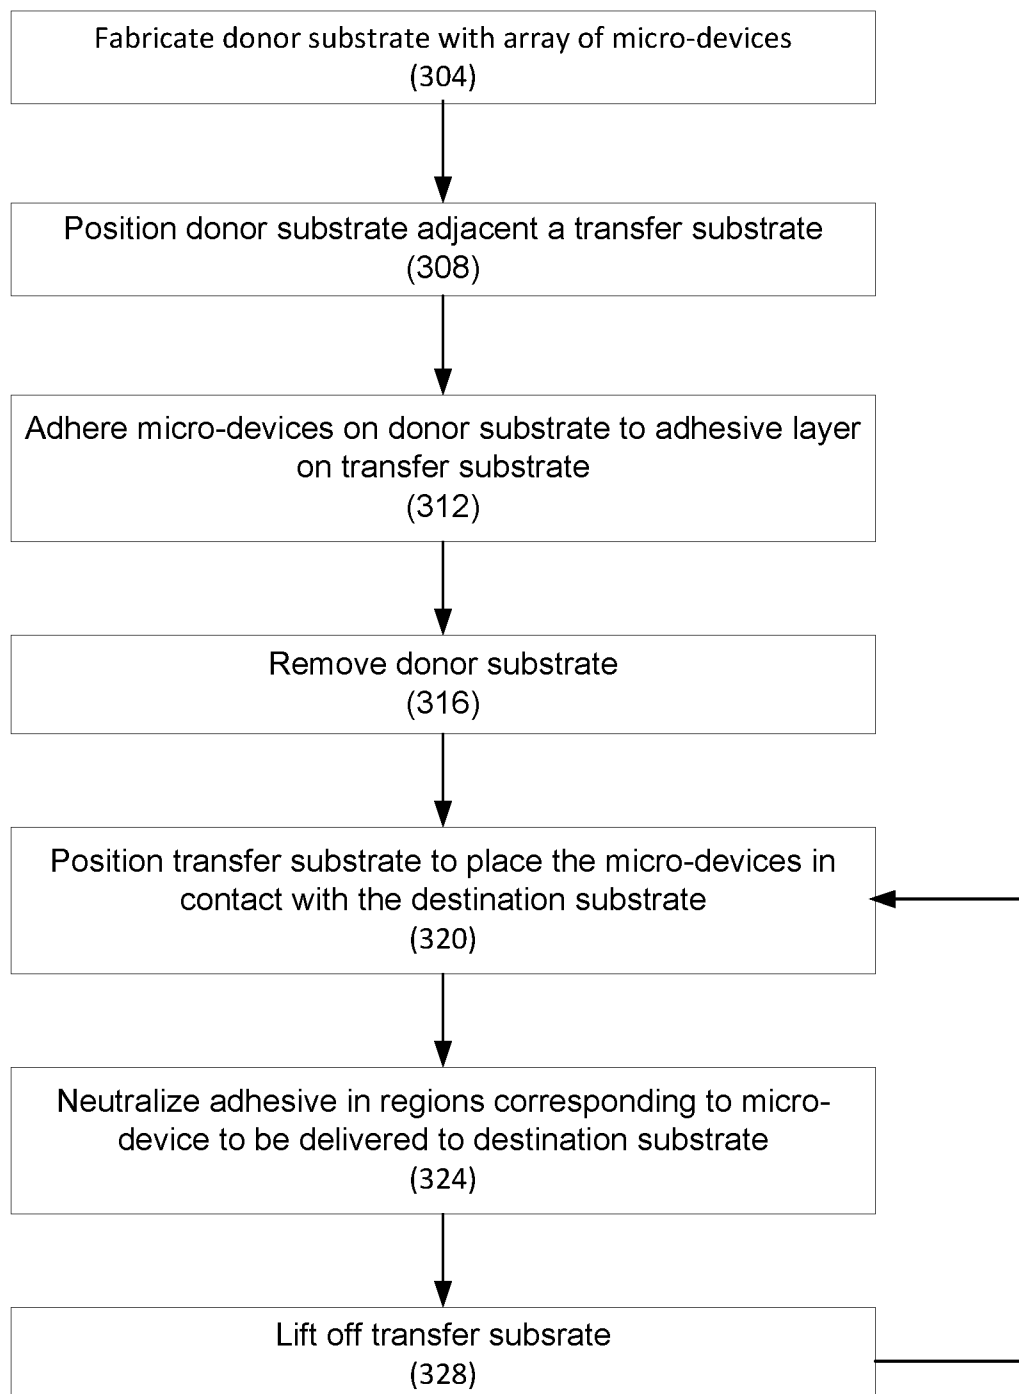 Fabricate donor substrate with array of micro-devices
(304)
Position donor substrate adjacent a transfer substrate
(308)
Adhere micro-devices on donor substrate to adhesive layer
on transfer substrate
(312)
Remove donor substrate
(316)
Position transfer substrate to place the micro-devices in
contact with the destination substrate
(320)
Neutralize adhesive in regions corresponding to micro-
device to be delivered to destination substrate
(324)
Lift off transfer subsrate
(328)